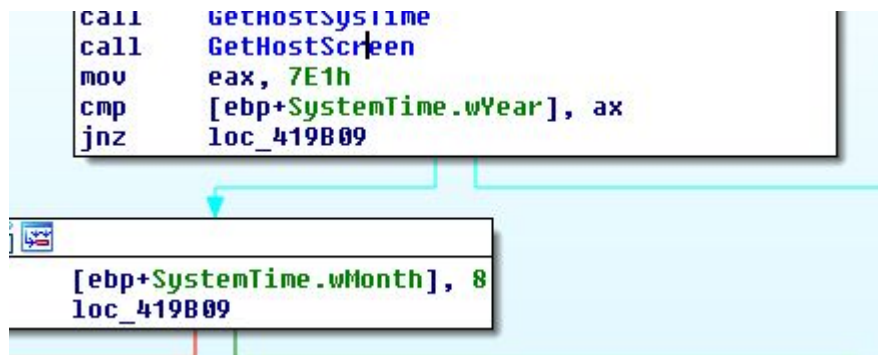 call GetHostSysTime
call GetHostScreen
mov eax, 7E1h
cmp [ebp+SystemTime.wYear], ax
jnz loc_419B09
[ebp+SystemTime.wMonth], 8
loc_419B09